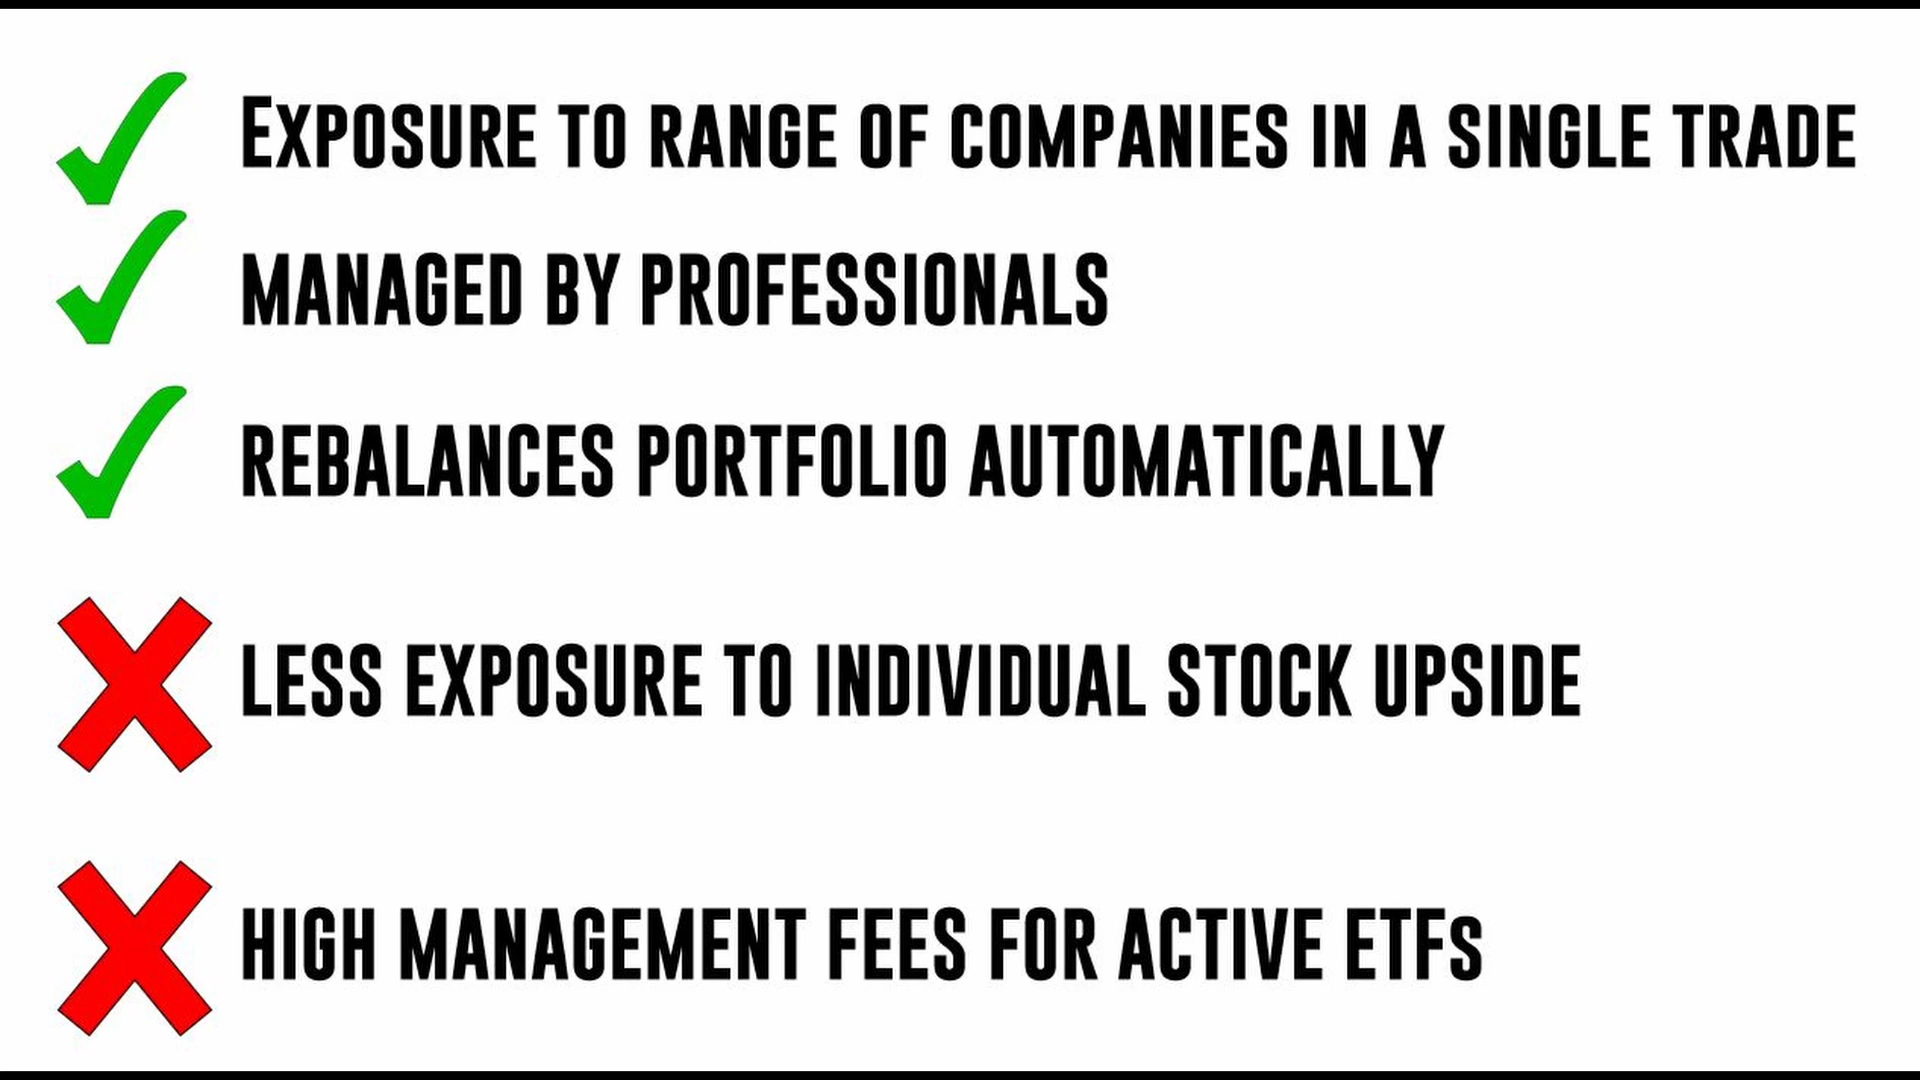 EXPOSURE TO RANGE OF COMPANIES IN A SINGLE TRADE
MANAGED BY PROFESSIONALS
REBALANCES PORTFOLIO AUTOMATICALLY
LESS EXPOSURE TO INDIVIDUAL STOCK UPSIDE
HIGH MANAGEMENT FEES FOR ACTIVE ETFs